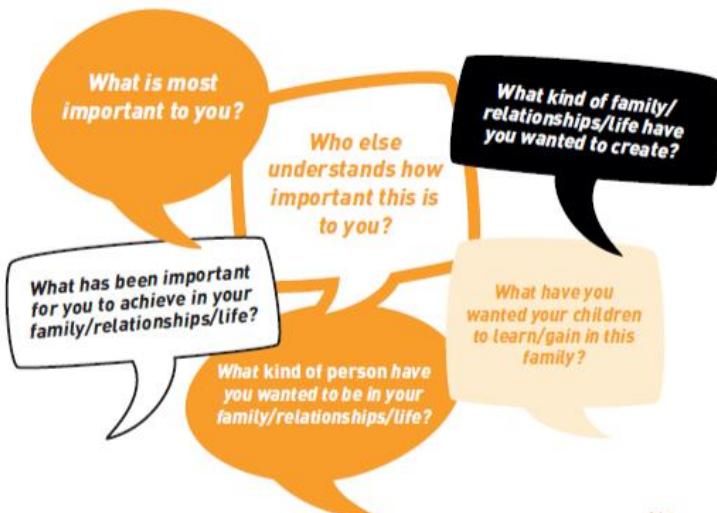 What is most
important to you?
Who else
understands how
important this is
to you?
What kind of family/
relationships/life have
you wanted to create?
What has been important
for you to achieve in your
family/relationships/life?
What have you
wanted your children
to learn/gain in this
family?
What kind of person have
you wanted to be in your
family/relationships/life?